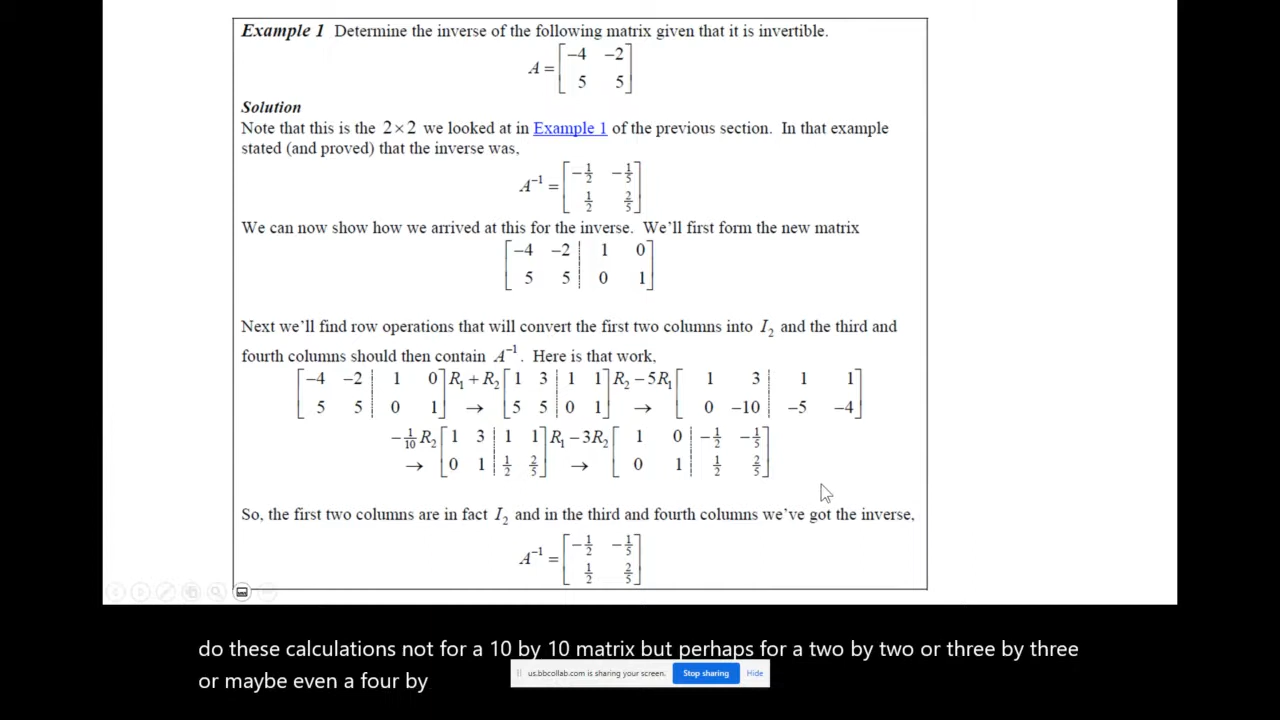 Example 1 Determine the inverse of the following matrix given that it is invertible.
A = [ −4 −2
5 5 ]
Solution
Note that this is the 2×2 we looked at in Example 1 of the previous section. In that example
stated (and proved) that the inverse was,
A⁻¹ = [ −1/2 −1/5
1/2 2/5 ]
We can now show how we arrived at this for the inverse. We'll first form the new matrix
[ −4 −2 | 1 0
5 5 | 0 1 ]
Next we'll find row operations that will convert the first two columns into I₂ and the third and
fourth columns should then contain A⁻¹. Here is that work,
[ −4 −2 | 1 0 ] R₁ + R₂ [ 1 3 | 1 1 ] R₂ − 5R₁ [ 1 3 | 1 1 ]
[ 5 5 | 0 1 ] → [ 5 5 | 0 1 ] → [ 0 −10 | −5 −4 ]
−1/10 R₂ [ 1 3 | 1 1 ] R₁ − 3R₂ [ 1 0 | −1/2 −1/5 ]
→ [ 0 1 | 1/2 2/5 ] → [ 0 1 | 1/2 2/5 ]
So, the first two columns are in fact I₂ and in the third and fourth columns we've got the inverse,
A⁻¹ = [ −1/2 −1/5
1/2 2/5 ]
do these calculations not for a 10 by 10 matrix but perhaps for a two by two or three by three
or maybe even a four by
us.bbcollab.com is sharing your screen. Stop sharing Hide